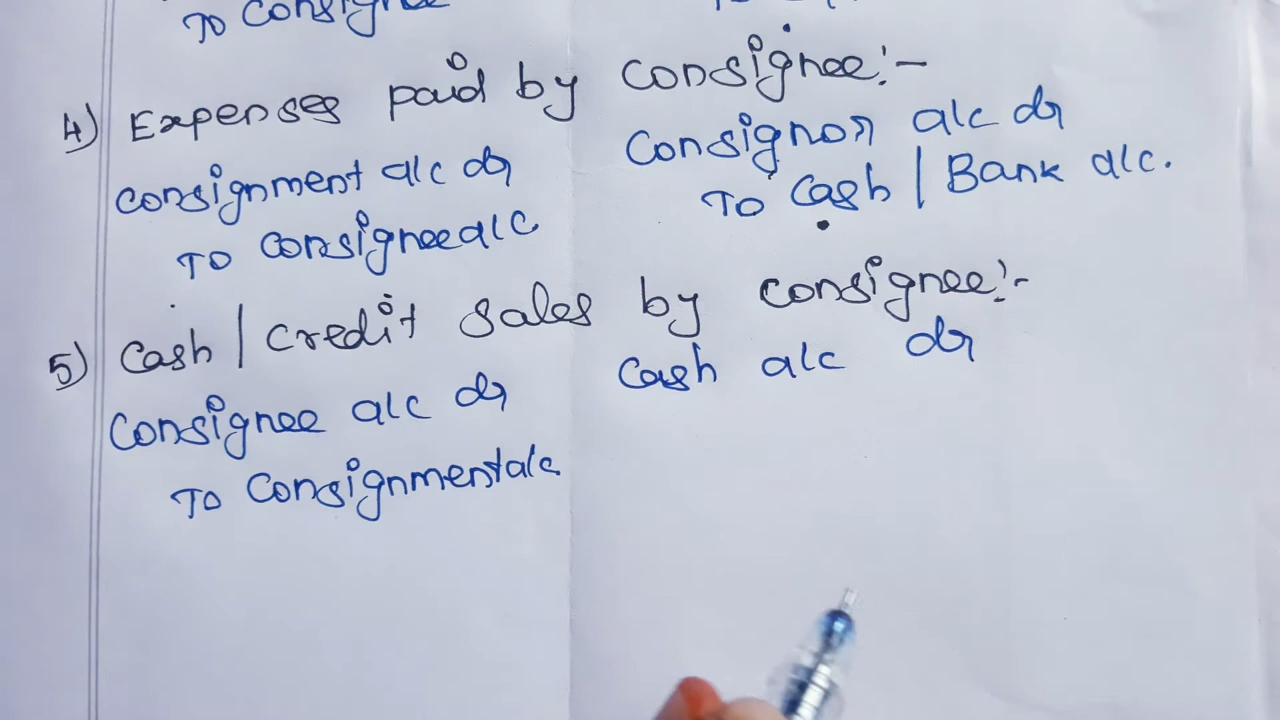 To Consignee
4) Expenses paid by consignee:-
consignment a/c dr
To consignee a/c
Consignor a/c dr
To Cash / Bank a/c.
5) Cash / credit sales by consignee:-
Consignee a/c dr
To Consignment a/c
Cash a/c dr